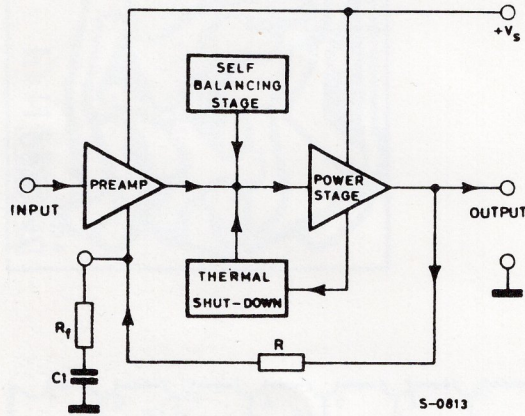 +Vs
SELF
BALANCING
STAGE
PREAMP
POWER
STAGE
INPUT
OUTPUT
THERMAL
SHUT-DOWN
Rf
R
C1
S-0813